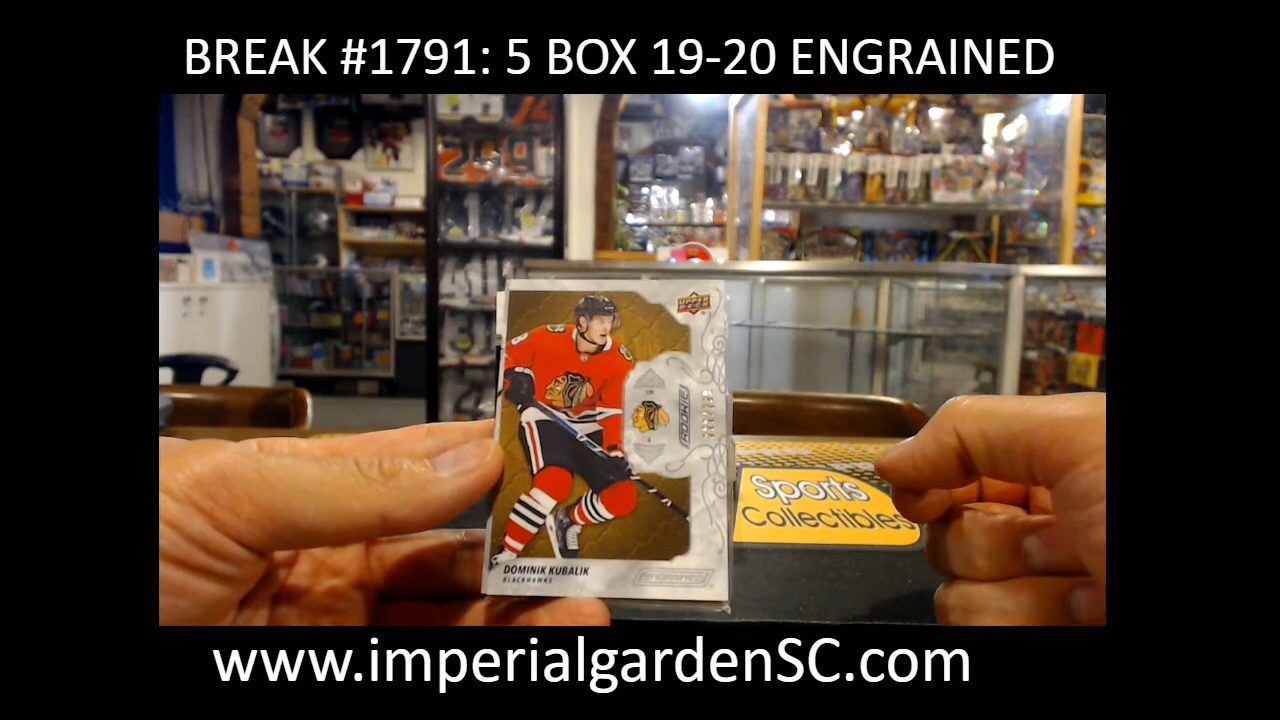 BREAK #1791: 5 BOX 19-20 ENGRAINED
UPPER DECK
ROOKIE
DOMINIK KUBALIK
BLACKHAWKS
ENGRAINED
Sports
Collectibles
www.imperialgardenSC.com